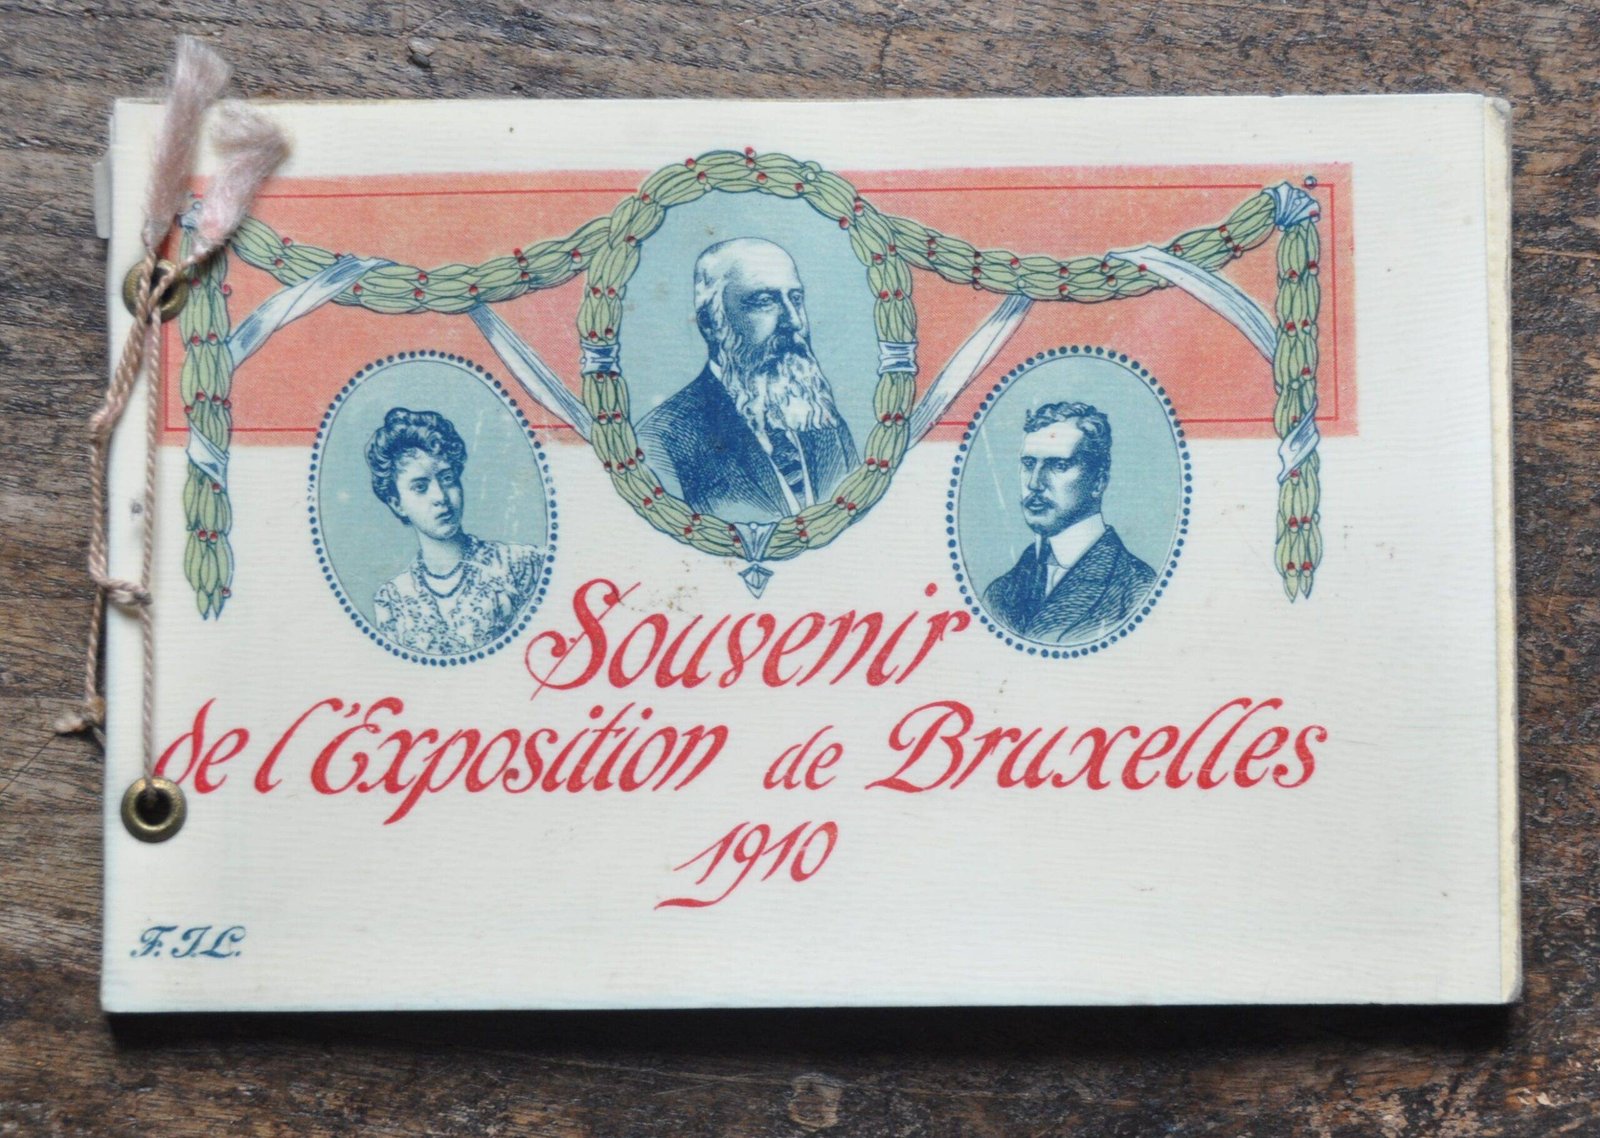 Souvenir
de l'Exposition de Bruxelles
1910
F. J. L.